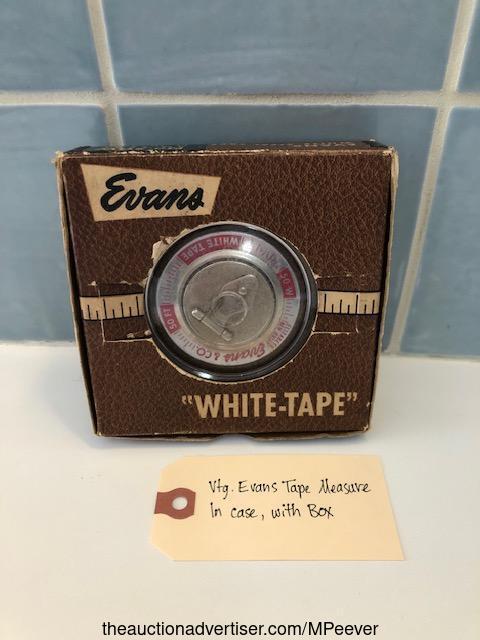 Evans
WHITE TAPE
50 FT
Evans & CO.
"WHITE-TAPE"
Vtg. Evans Tape Measure
In case, with Box
theauctionadvertiser.com/MPeever